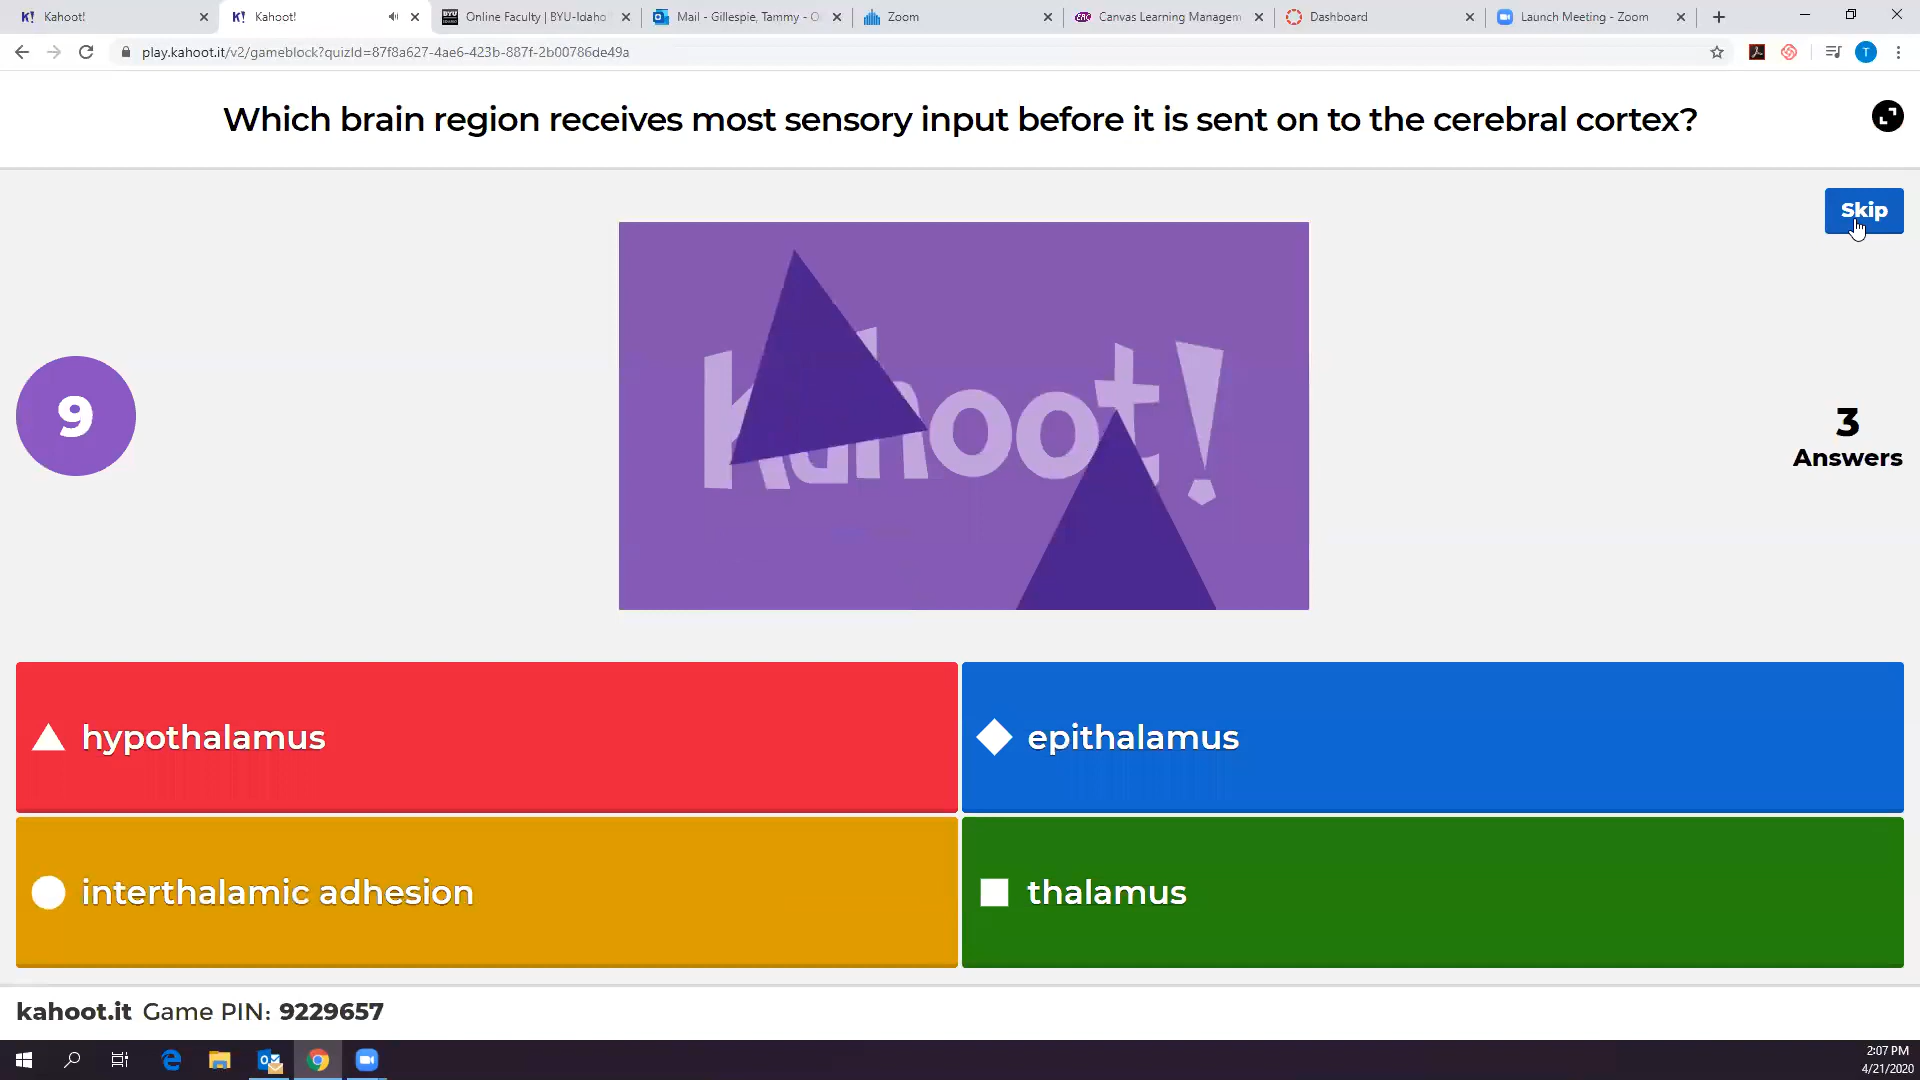 Kahoot!
Kahoot!
Online Faculty | BYU-Idaho
Mail - Gillespie, Tammy - O
Zoom
Canvas Learning Managem
Dashboard
Launch Meeting - Zoom
play.kahoot.it/v2/gameblock?quizId=87f8a627-4ae6-423b-887f-2b00786de49a
T
Which brain region receives most sensory input before it is sent on to the cerebral cortex?
Skip
Kahoot!
9
3
Answers
hypothalamus
epithalamus
interthalamic adhesion
thalamus
kahoot.it Game PIN: 9229657
2:07 PM
4/21/2020